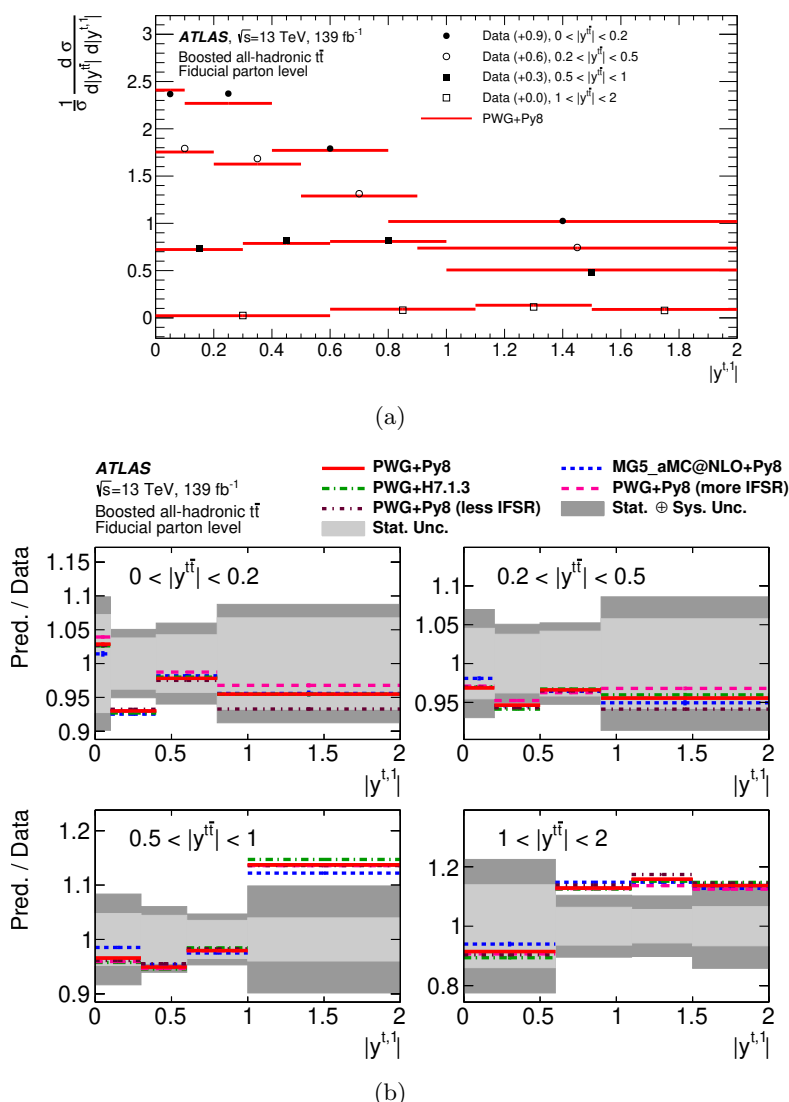 ATLAS, √s=13 TeV, 139 fb⁻¹
Boosted all-hadronic tt̄
Fiducial parton level
Data (+0.9), 0 < |y^{tt̄}| < 0.2
Data (+0.6), 0.2 < |y^{tt̄}| < 0.5
Data (+0.3), 0.5 < |y^{tt̄}| < 1
Data (+0.0), 1 < |y^{tt̄}| < 2
PWG+Py8
1/σ d σ / d|y^{tt̄}| d|y^{t,1}|
3
2.5
2
1.5
1
0.5
0
0 0.2 0.4 0.6 0.8 1 1.2 1.4 1.6 1.8 2
|y^{t,1}|
(a)
ATLAS
√s=13 TeV, 139 fb⁻¹
Boosted all-hadronic tt̄
Fiducial parton level
PWG+Py8
PWG+H7.1.3
PWG+Py8 (less IFSR)
Stat. Unc.
MG5_aMC@NLO+Py8
PWG+Py8 (more IFSR)
Stat. ⊕ Sys. Unc.
Pred. / Data
0 < |y^{tt̄}| < 0.2
1.15
1.1
1.05
1
0.95
0.9
0 0.5 1 1.5 2
|y^{t,1}|
0.2 < |y^{tt̄}| < 0.5
1.1
1.05
1
0.95
0 0.5 1 1.5 2
|y^{t,1}|
Pred. / Data
0.5 < |y^{tt̄}| < 1
1.2
1.1
1
0.9
0 0.5 1 1.5 2
|y^{t,1}|
1 < |y^{tt̄}| < 2
1.2
1
0.8
0 0.5 1 1.5 2
|y^{t,1}|
(b)